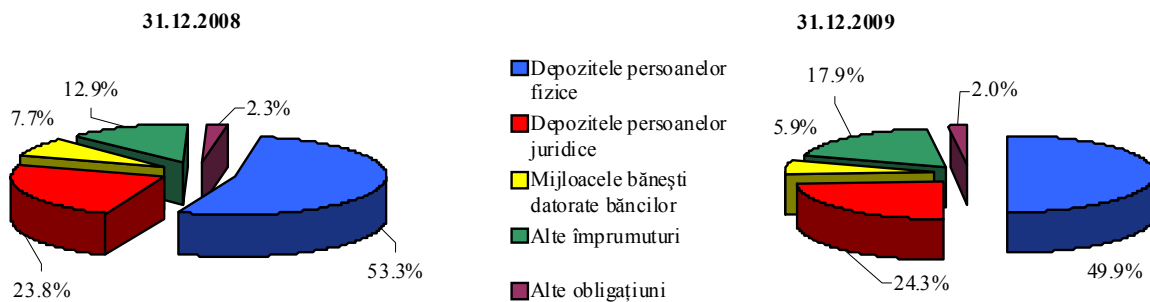 31.12.2008
12.9%
2.3%
7.7%
53.3%
23.8%
Depozitele persoanelor
fizice
Depozitele persoanelor
juridice
Mijloacele bănești
datorate băncilor
Alte împrumuturi
Alte obligațiuni
31.12.2009
17.9%
2.0%
5.9%
49.9%
24.3%